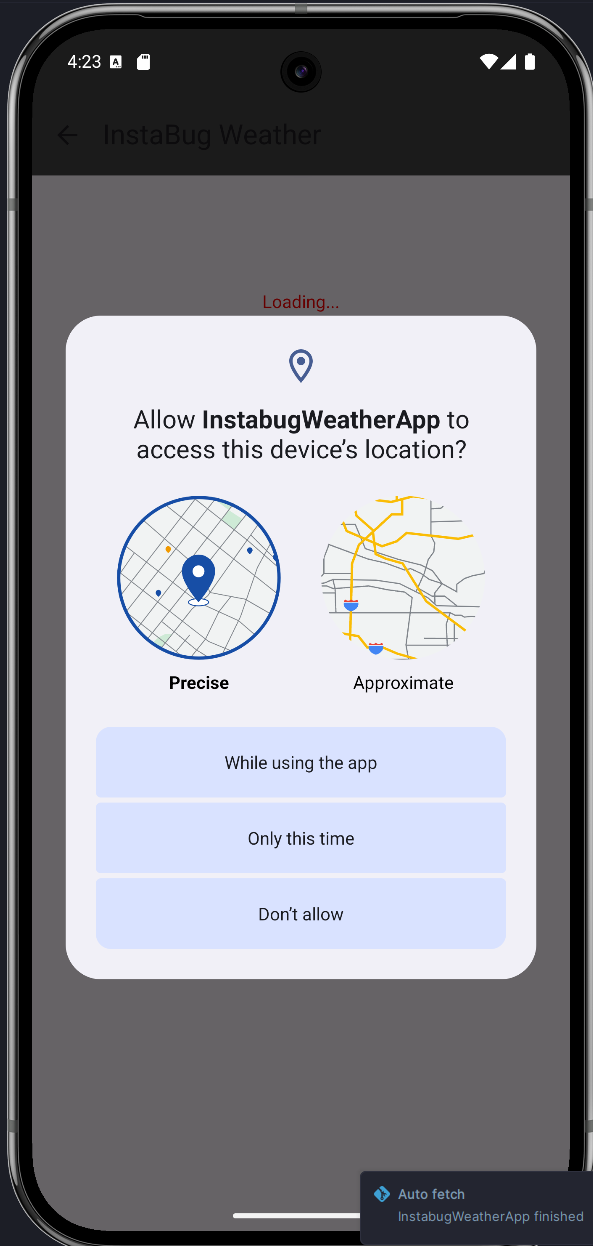 4:23
InstaBug Weather
Loading...
Allow InstabugWeatherApp to
access this device’s location?
Precise
Approximate
While using the app
Only this time
Don’t allow
Auto fetch
InstabugWeatherApp finished